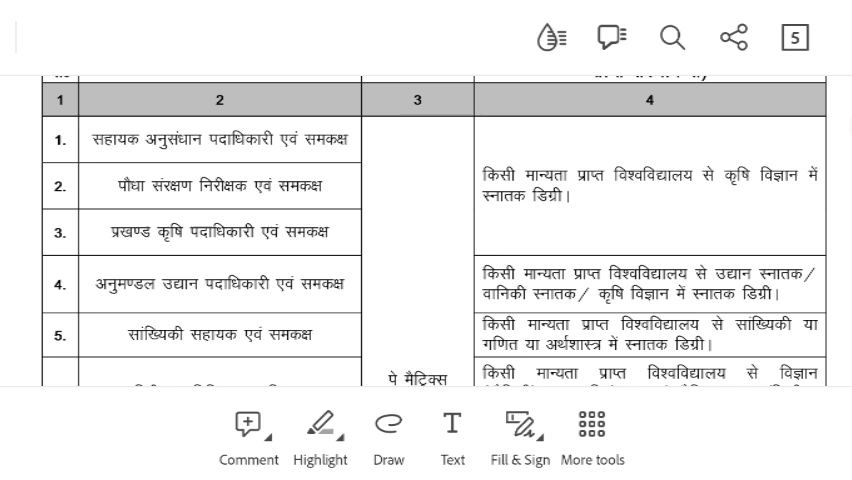 5
1 2 3 4
1. सहायक अनुसंधान पदाधिकारी एवं समकक्ष
किसी मान्यता प्राप्त विश्वविद्यालय से कृषि विज्ञान में
स्नातक डिग्री।
2. पौधा संरक्षण निरीक्षक एवं समकक्ष
3. प्रखण्ड कृषि पदाधिकारी एवं समकक्ष
4. अनुमण्डल उद्यान पदाधिकारी एवं समकक्ष
किसी मान्यता प्राप्त विश्वविद्यालय से उद्यान स्नातक/
वानिकी स्नातक/ कृषि विज्ञान में स्नातक डिग्री।
5. सांख्यिकी सहायक एवं समकक्ष
किसी मान्यता प्राप्त विश्वविद्यालय से सांख्यिकी या
गणित या अर्थशास्त्र में स्नातक डिग्री।
पे मैट्रिक्स
किसी मान्यता प्राप्त विश्वविद्यालय से विज्ञान
Comment Highlight Draw Text Fill & Sign More tools